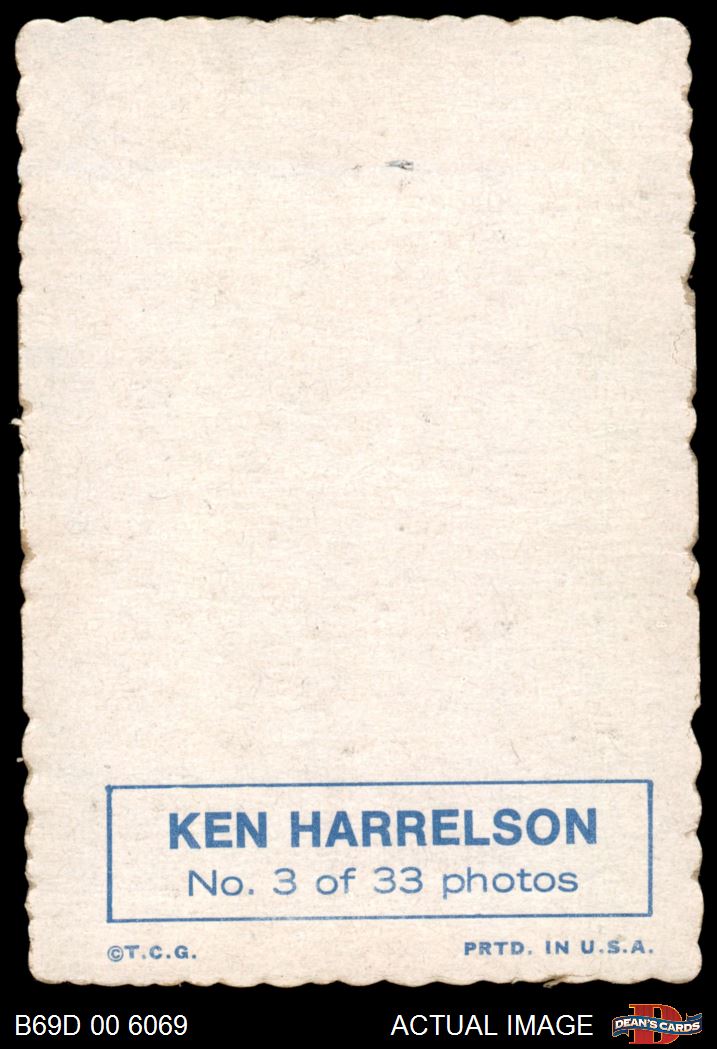 KEN HARRELSON
No. 3 of 33 photos
©T.C.G. PRTD. IN U.S.A.
B69D 00 6069 ACTUAL IMAGE D DEAN'S CARDS